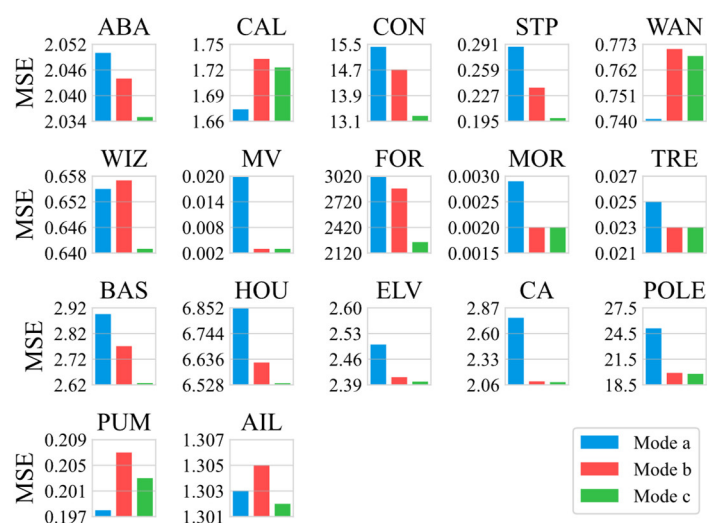 ABA CAL CON STP WAN
MSE
2.052 1.75 15.5 0.291 0.773
2.046 1.72 14.7 0.259 0.762
2.040 1.69 13.9 0.227 0.751
2.034 1.66 13.1 0.195 0.740
WIZ MV FOR MOR TRE
MSE
0.658 0.020 3020 0.0030 0.027
0.652 0.014 2720 0.0025 0.025
0.646 0.008 2420 0.0020 0.023
0.640 0.002 2120 0.0015 0.021
BAS HOU ELV CA POLE
MSE
2.92 6.852 2.60 2.87 27.5
2.82 6.744 2.53 2.60 24.5
2.72 6.636 2.46 2.33 21.5
2.62 6.528 2.39 2.06 18.5
PUM AIL
MSE
0.209 1.307
0.205 1.305
0.201 1.303
0.197 1.301
Mode a
Mode b
Mode c